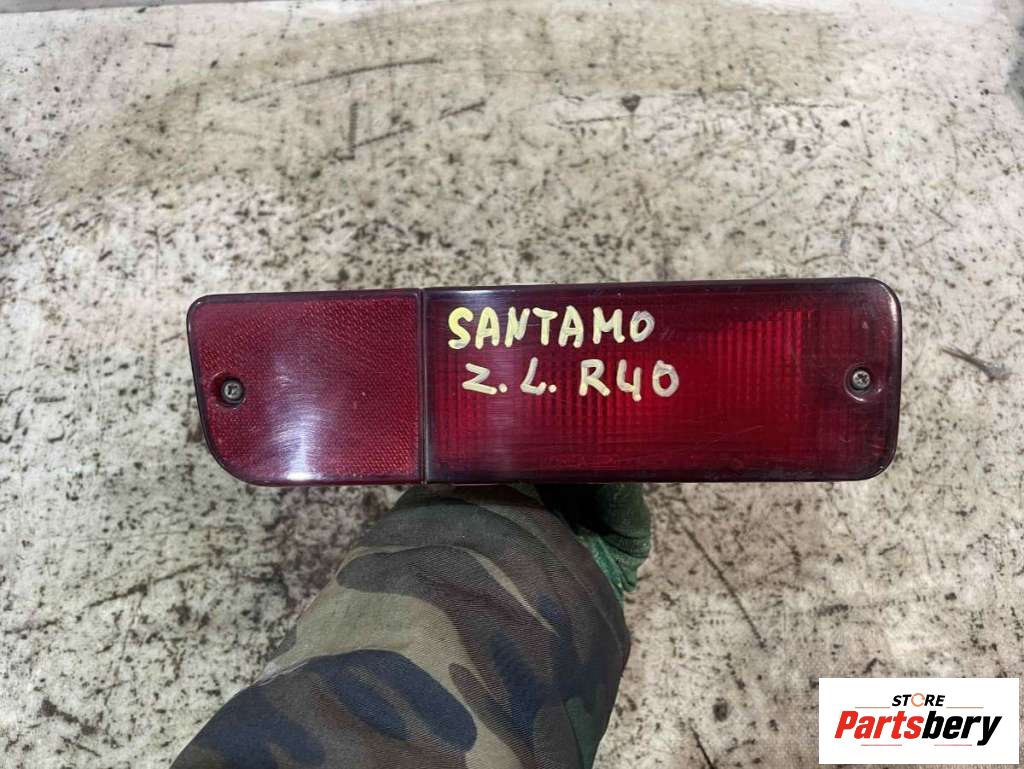 SANTAMO
Z. L. R40
STORE
Partsbery